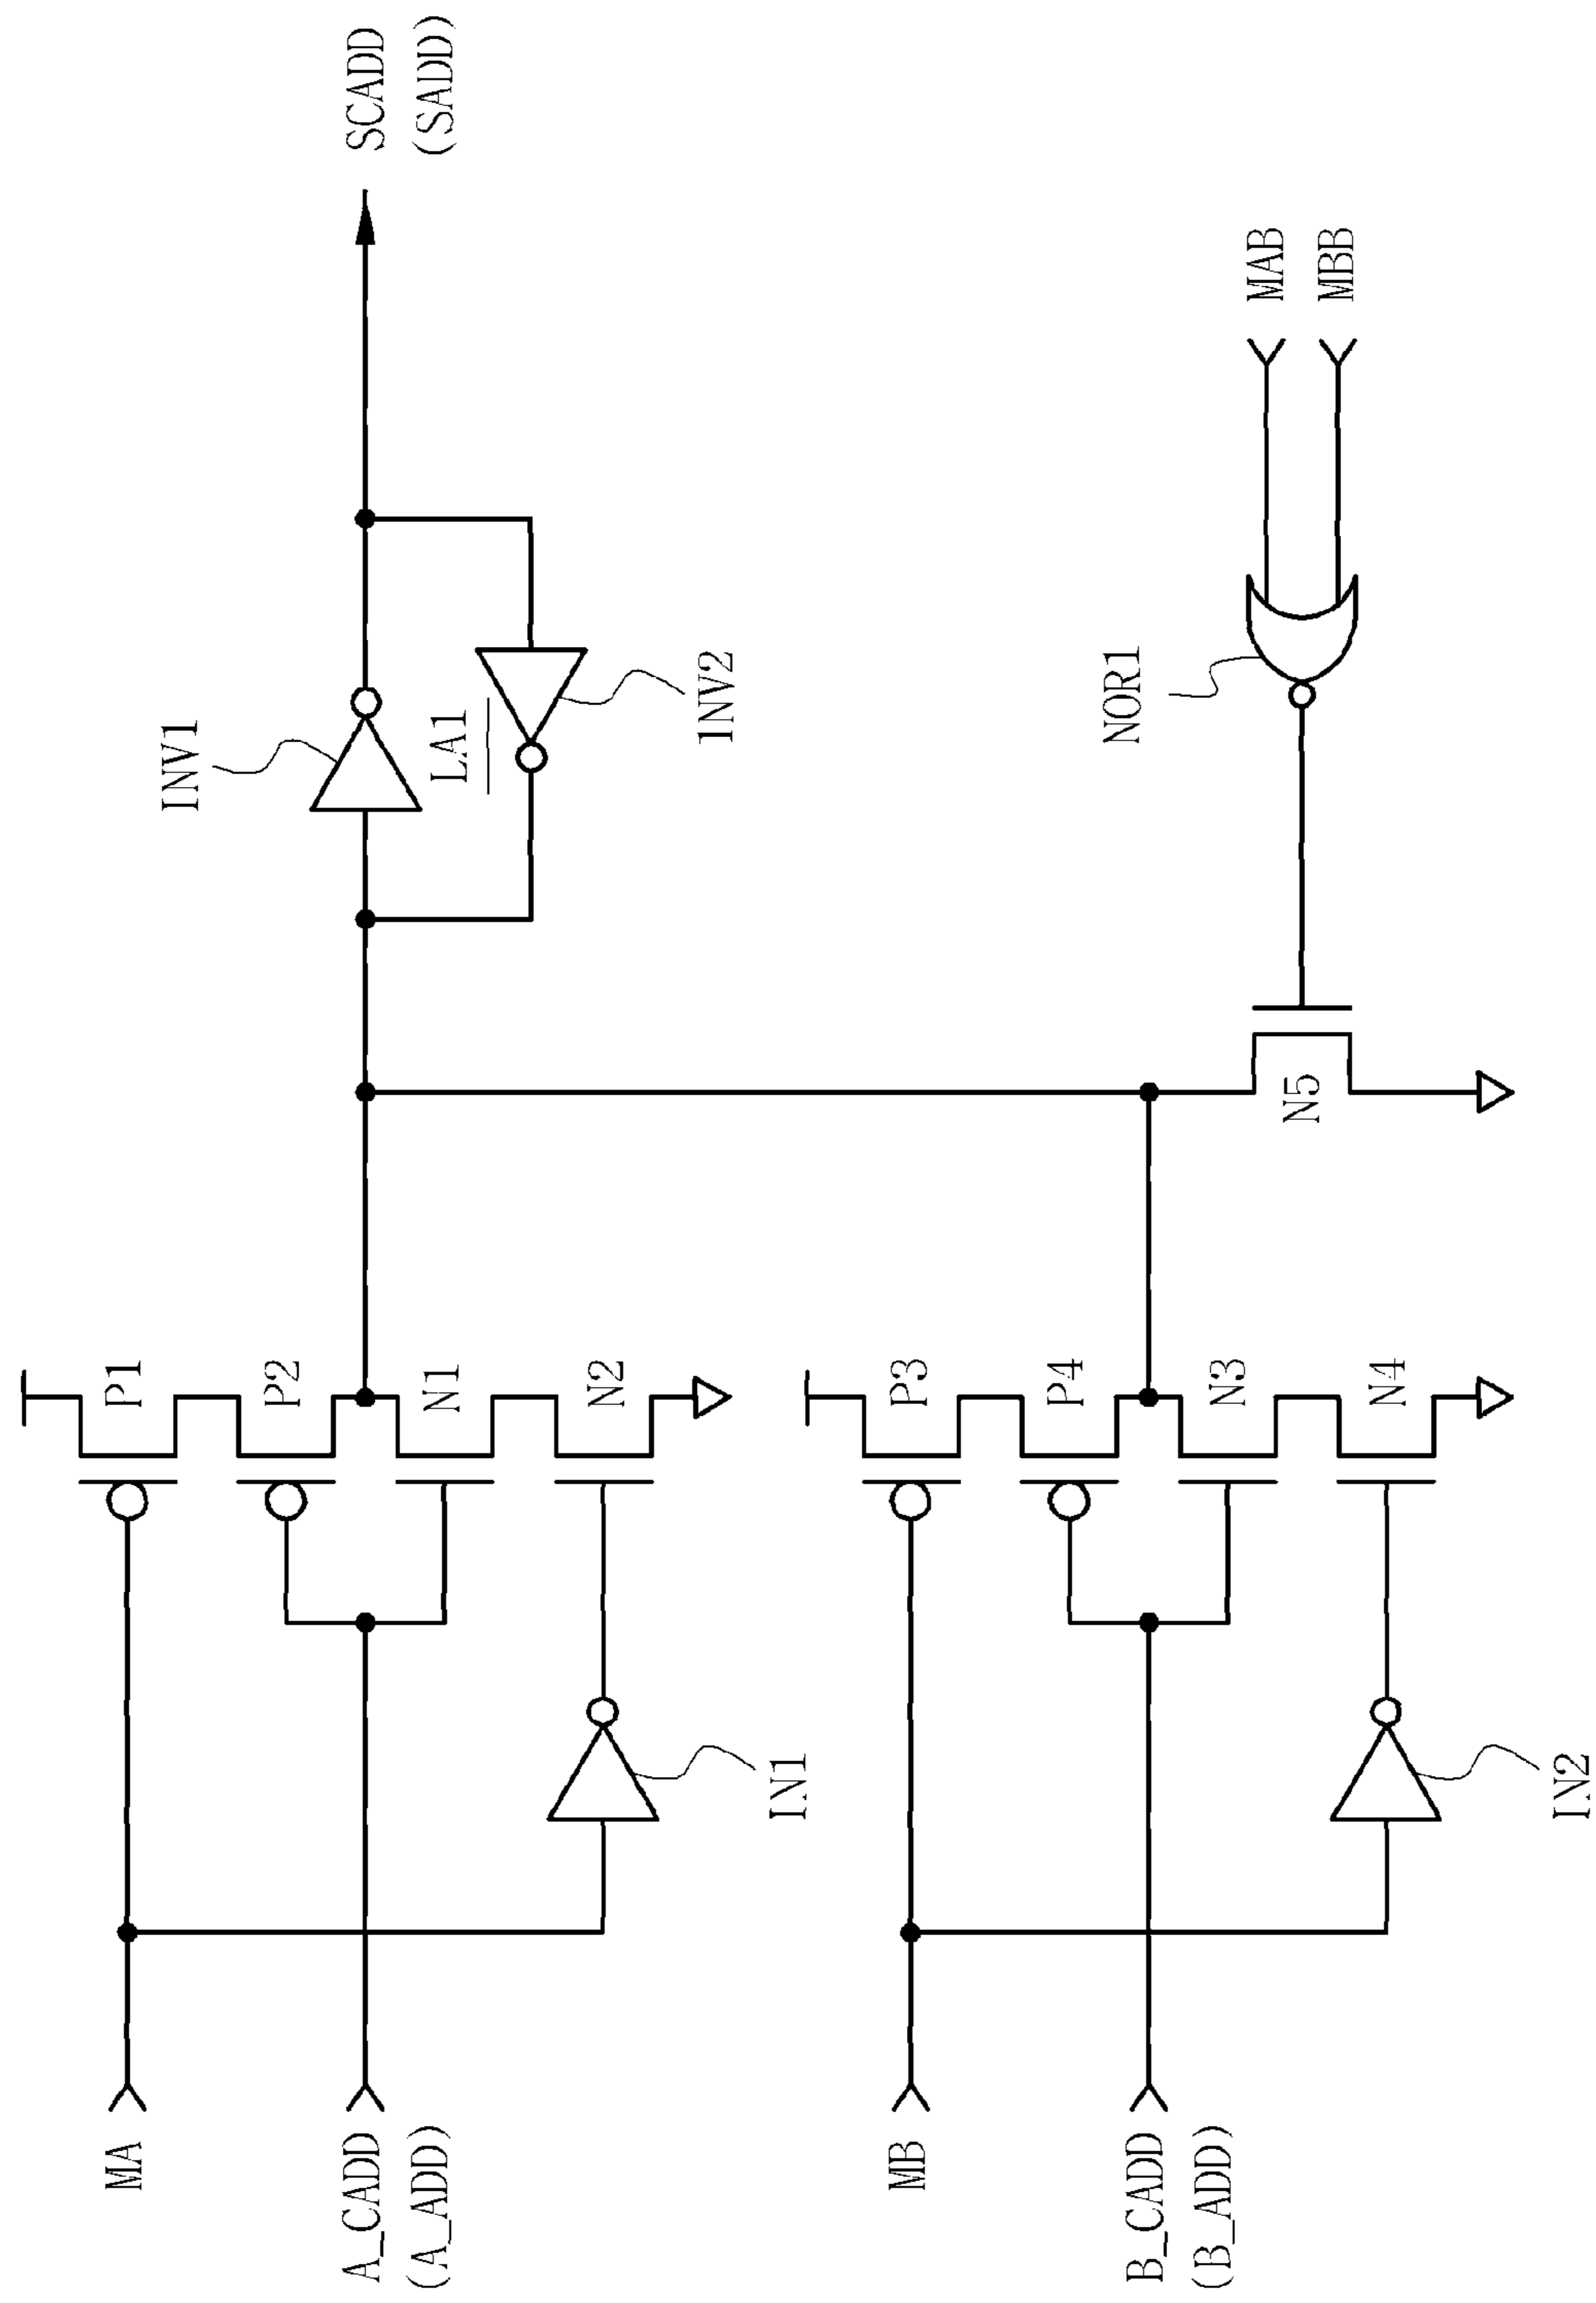 MA
A_CADD
(A_ADD)
P1
P2
N1
N2
IN1
INV1
LA1
INV2
SCADD
(SADD)
MB
B_CADD
(B_ADD)
P3
P4
N3
N4
IN2
N5
NOR1
MAB
MBB